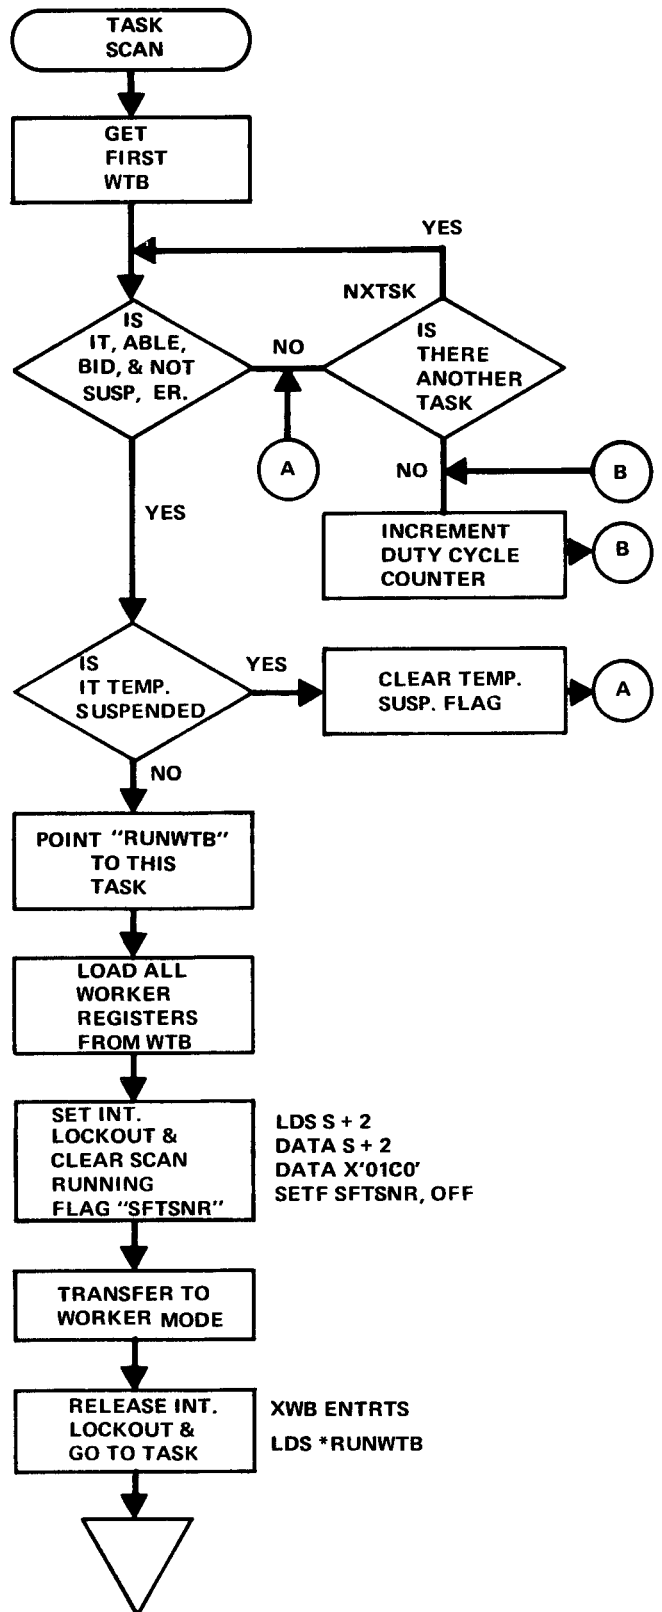 TASK
SCAN
GET
FIRST
WTB
YES
NXTSK
IS
IT, ABLE,
BID, & NOT
SUSP, ER.
NO
IS
THERE
ANOTHER
TASK
A
NO
B
YES
INCREMENT
DUTY CYCLE
COUNTER
B
IS
IT TEMP.
SUSPENDED
YES
CLEAR TEMP.
SUSP. FLAG
A
NO
POINT "RUNWTB"
TO THIS
TASK
LOAD ALL
WORKER
REGISTERS
FROM WTB
SET INT.
LOCKOUT &
CLEAR SCAN
RUNNING
FLAG "SFTSNR"
LDS S + 2
DATA S + 2
DATA X'01C0'
SETF SFTSNR, OFF
TRANSFER TO
WORKER MODE
RELEASE INT.
LOCKOUT &
GO TO TASK
XWB ENTRTS
LDS *RUNWTB